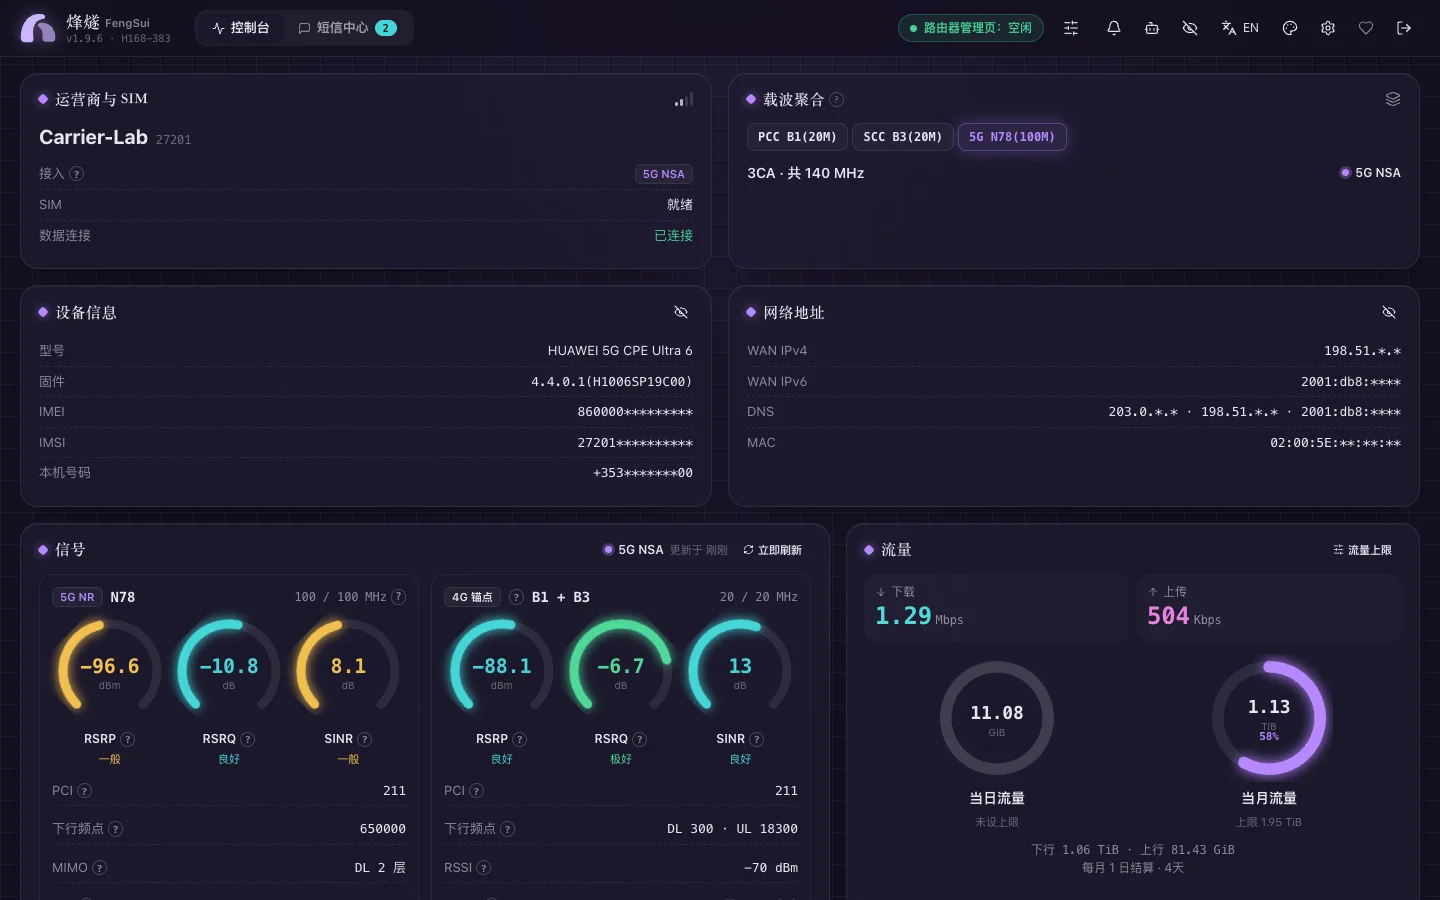 烽燧 FengSui
v1.9.6 · H168-383
控制台
短信中心 2
路由器管理页：空闲
EN
运营商与 SIM
Carrier-Lab 27201
接入 ? 5G NSA
SIM 就绪
数据连接 已连接
载波聚合 ?
PCC B1(20M) SCC B3(20M) 5G N78(100M)
3CA · 共 140 MHz 5G NSA
设备信息
型号 HUAWEI 5G CPE Ultra 6
固件 4.4.0.1(H1006SP19C00)
IMEI 860000*********
IMSI 27201**********
本机号码 +353*******00
网络地址
WAN IPv4 198.51.*.*
WAN IPv6 2001:db8:****
DNS 203.0.*.* · 198.51.*.* · 2001:db8:****
MAC 02:00:5E:**:**:**
信号 5G NSA 更新于 刚刚 立即刷新
5G NR N78 100 / 100 MHz ?
-96.6 dBm
-10.8 dB
8.1 dB
RSRP ? RSRQ ? SINR ?
一般 良好 一般
PCI ? 211
下行频点 ? 650000
MIMO ? DL 2 层
4G 锚点 ? B1 + B3 20 / 20 MHz
-88.1 dBm
-6.7 dB
13 dB
RSRP ? RSRQ ? SINR ?
良好 极好 良好
PCI ? 211
下行频点 ? DL 300 · UL 18300
RSSI ? -70 dBm
流量 流量上限
↓ 下载
1.29 Mbps
↑ 上传
504 Kbps
11.08
GiB
当日流量
未设上限
1.13
TiB
58%
当月流量
上限 1.95 TiB
下行 1.06 TiB · 上行 81.43 GiB
每月 1 日结算 · 4天